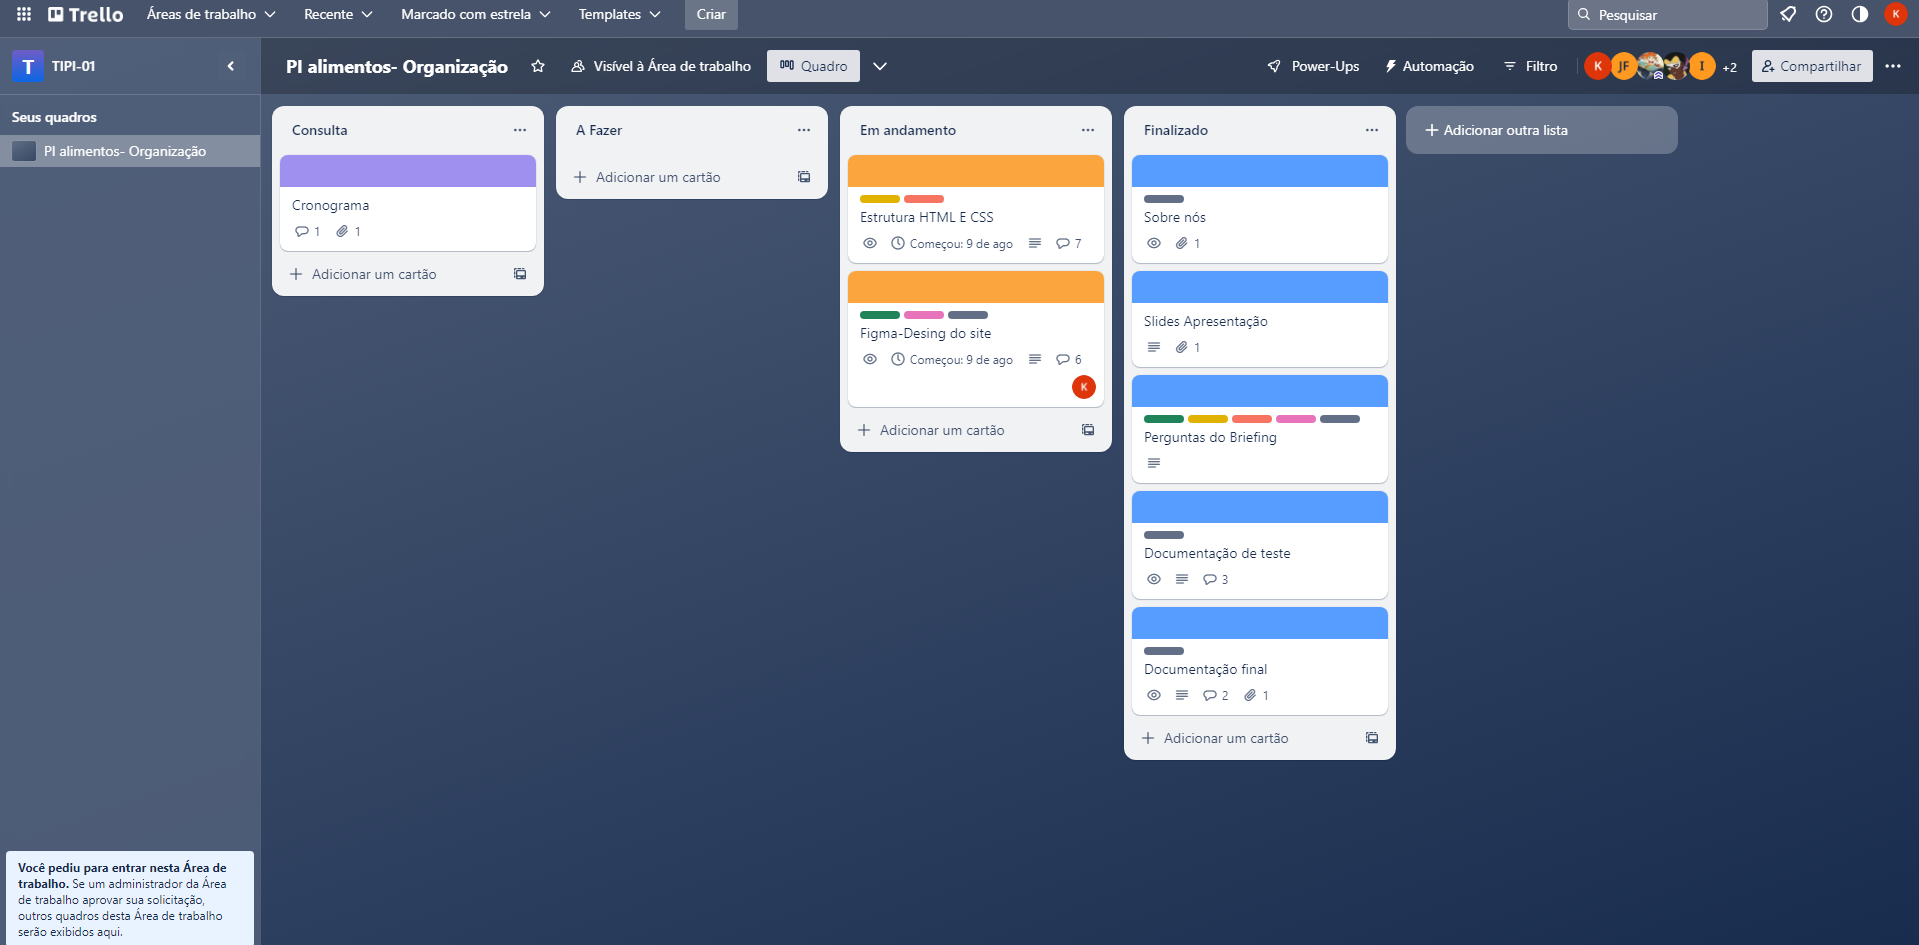 Trello
Áreas de trabalho
Recente
Marcado com estrela
Templates
Criar
Pesquisar
K
T
TIPI-01
PI alimentos- Organização
Visível à Área de trabalho
Quadro
Power-Ups
Automação
Filtro
K
JF
I
+2
Compartilhar
Seus quadros
PI alimentos- Organização
Consulta
Cronograma
1 1
Adicionar um cartão
A Fazer
Adicionar um cartão
Em andamento
Estrutura HTML E CSS
Começou: 9 de ago 7
Figma-Desing do site
Começou: 9 de ago 6
K
Adicionar um cartão
Finalizado
Sobre nós
1
Slides Apresentação
1
Perguntas do Briefing
Documentação de teste
3
Documentação final
2 1
Adicionar um cartão
Adicionar outra lista
Você pediu para entrar nesta Área de
trabalho. Se um administrador da Área
de trabalho aprovar sua solicitação,
outros quadros desta Área de trabalho
serão exibidos aqui.